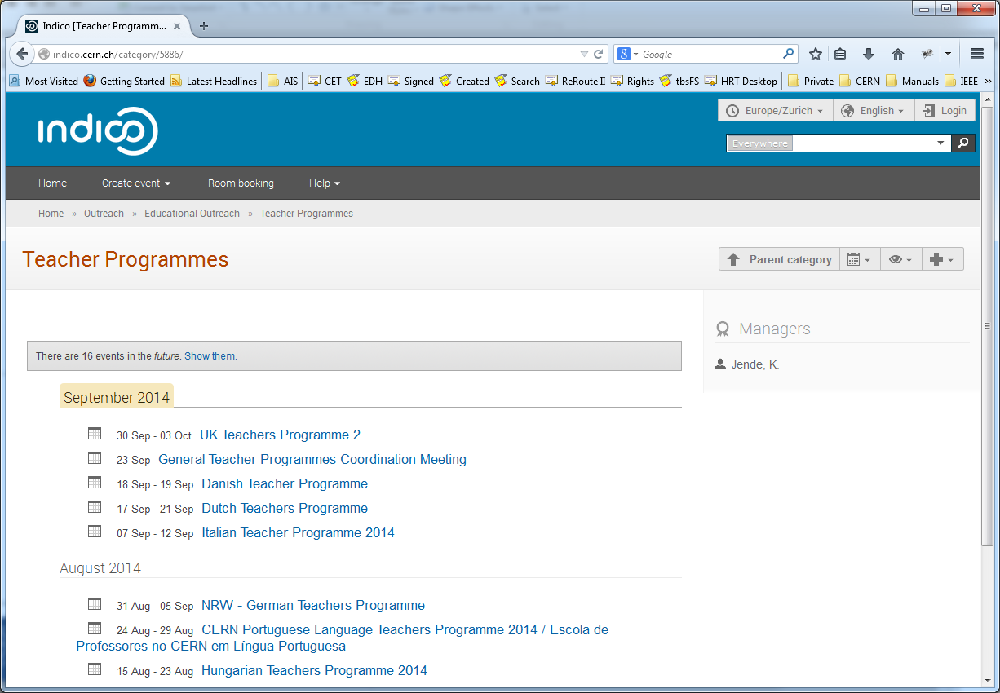 Indico [Teacher Programm...
indico.cern.ch/category/5886/
Google
Most Visited Getting Started Latest Headlines AIS CET EDH Signed Created Search ReRoute II Rights tbsFS HRT Desktop Private CERN Manuals IEEE »
indico
Europe/Zurich English Login
Everywhere
Home Create event Room booking Help
Home » Outreach » Educational Outreach » Teacher Programmes
Teacher Programmes
Parent category
Managers
Jende, K.
There are 16 events in the future. Show them.
September 2014
30 Sep - 03 Oct UK Teachers Programme 2
23 Sep General Teacher Programmes Coordination Meeting
18 Sep - 19 Sep Danish Teacher Programme
17 Sep - 21 Sep Dutch Teachers Programme
07 Sep - 12 Sep Italian Teacher Programme 2014
August 2014
31 Aug - 05 Sep NRW - German Teachers Programme
24 Aug - 29 Aug CERN Portuguese Language Teachers Programme 2014 / Escola de
Professores no CERN em Língua Portuguesa
15 Aug - 23 Aug Hungarian Teachers Programme 2014